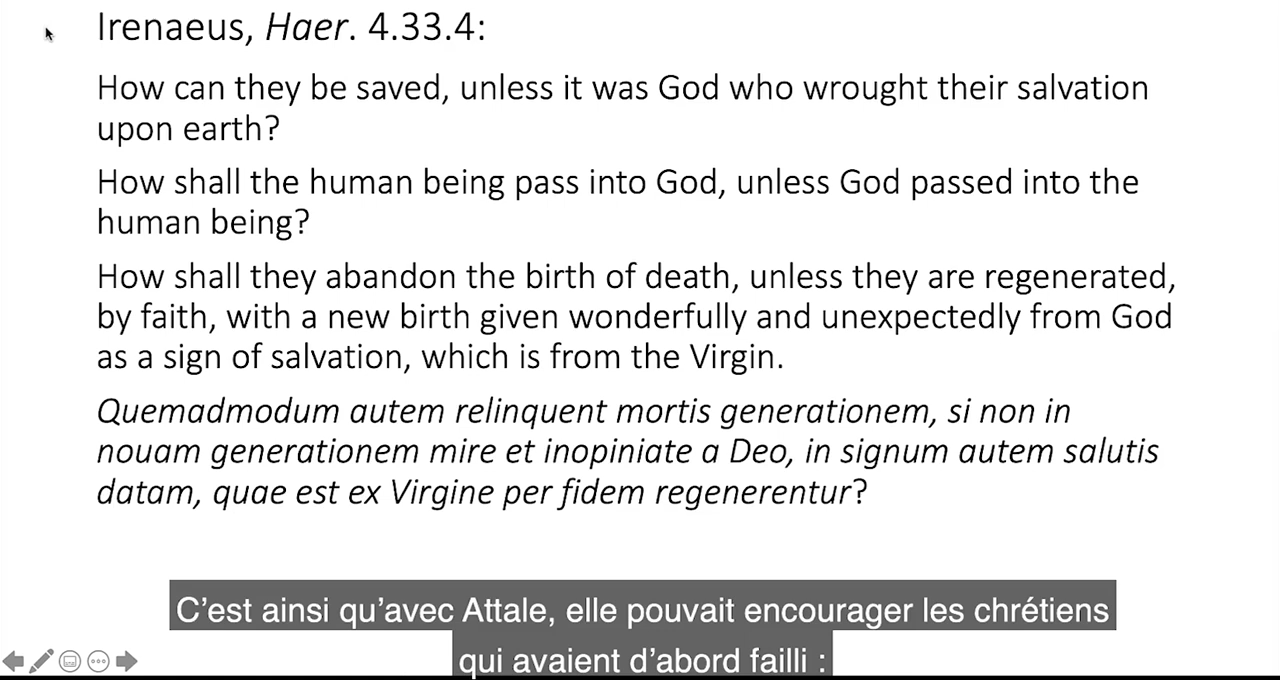 Irenaeus, Haer. 4.33.4:
How can they be saved, unless it was God who wrought their salvation
upon earth?
How shall the human being pass into God, unless God passed into the
human being?
How shall they abandon the birth of death, unless they are regenerated,
by faith, with a new birth given wonderfully and unexpectedly from God
as a sign of salvation, which is from the Virgin.
Quemadmodum autem relinquent mortis generationem, si non in
nouam generationem mire et inopiniate a Deo, in signum autem salutis
datam, quae est ex Virgine per fidem regenerentur?
C’est ainsi qu’avec Attale, elle pouvait encourager les chrétiens
qui avaient d’abord failli :